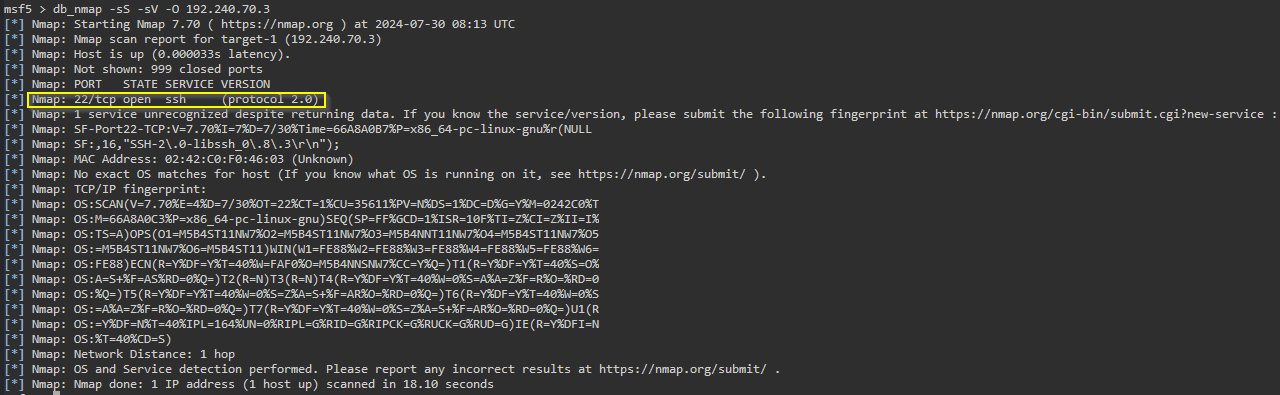 msf5 > db_nmap -sS -sV -O 192.240.70.3
[*] Nmap: Starting Nmap 7.70 ( https://nmap.org ) at 2024-07-30 08:13 UTC
[*] Nmap: Nmap scan report for target-1 (192.240.70.3)
[*] Nmap: Host is up (0.000033s latency).
[*] Nmap: Not shown: 999 closed ports
[*] Nmap: PORT   STATE SERVICE VERSION
[*] Nmap: 22/tcp open  ssh     (protocol 2.0)
[*] Nmap: 1 service unrecognized despite returning data. If you know the service/version, please submit the following fingerprint at https://nmap.org/cgi-bin/submit.cgi?new-service :
[*] Nmap: SF-Port22-TCP:V=7.70%I=7%D=7/30%Time=66A8A0B7%P=x86_64-pc-linux-gnu%r(NULL
[*] Nmap: SF:,16,"SSH-2\.0-libssh_0\.8\.3\r\n");
[*] Nmap: MAC Address: 02:42:C0:F0:46:03 (Unknown)
[*] Nmap: No exact OS matches for host (If you know what OS is running on it, see https://nmap.org/submit/ ).
[*] Nmap: TCP/IP fingerprint:
[*] Nmap: OS:SCAN(V=7.70%E=4%D=7/30%OT=22%CT=1%CU=35611%PV=N%DS=1%DC=D%G=Y%M=0242C0%T
[*] Nmap: OS:M=66A8A0C3%P=x86_64-pc-linux-gnu)SEQ(SP=FF%GCD=1%ISR=10F%TI=Z%CI=Z%II=I%
[*] Nmap: OS:TS=A)OPS(O1=M5B4ST11NW7%O2=M5B4ST11NW7%O3=M5B4NNT11NW7%O4=M5B4ST11NW7%O5
[*] Nmap: OS:=M5B4ST11NW7%O6=M5B4ST11)WIN(W1=FE88%W2=FE88%W3=FE88%W4=FE88%W5=FE88%W6=
[*] Nmap: OS:FE88)ECN(R=Y%DF=Y%T=40%W=FAF0%O=M5B4NNSNW7%CC=Y%Q=)T1(R=Y%DF=Y%T=40%S=O%
[*] Nmap: OS:A=S+%F=AS%RD=0%Q=)T2(R=N)T3(R=N)T4(R=Y%DF=Y%T=40%W=0%S=A%A=Z%F=R%O=%RD=0
[*] Nmap: OS:%Q=)T5(R=Y%DF=Y%T=40%W=0%S=Z%A=S+%F=AR%O=%RD=0%Q=)T6(R=Y%DF=Y%T=40%W=0%S
[*] Nmap: OS:=A%A=Z%F=R%O=%RD=0%Q=)T7(R=Y%DF=Y%T=40%W=0%S=Z%A=S+%F=AR%O=%RD=0%Q=)U1(R
[*] Nmap: OS:=Y%DF=N%T=40%IPL=164%UN=0%RIPL=G%RID=G%RIPCK=G%RUCK=G%RUD=G)IE(R=Y%DFI=N
[*] Nmap: OS:%T=40%CD=S)
[*] Nmap: Network Distance: 1 hop
[*] Nmap: OS and Service detection performed. Please report any incorrect results at https://nmap.org/submit/ .
[*] Nmap: Nmap done: 1 IP address (1 host up) scanned in 18.10 seconds